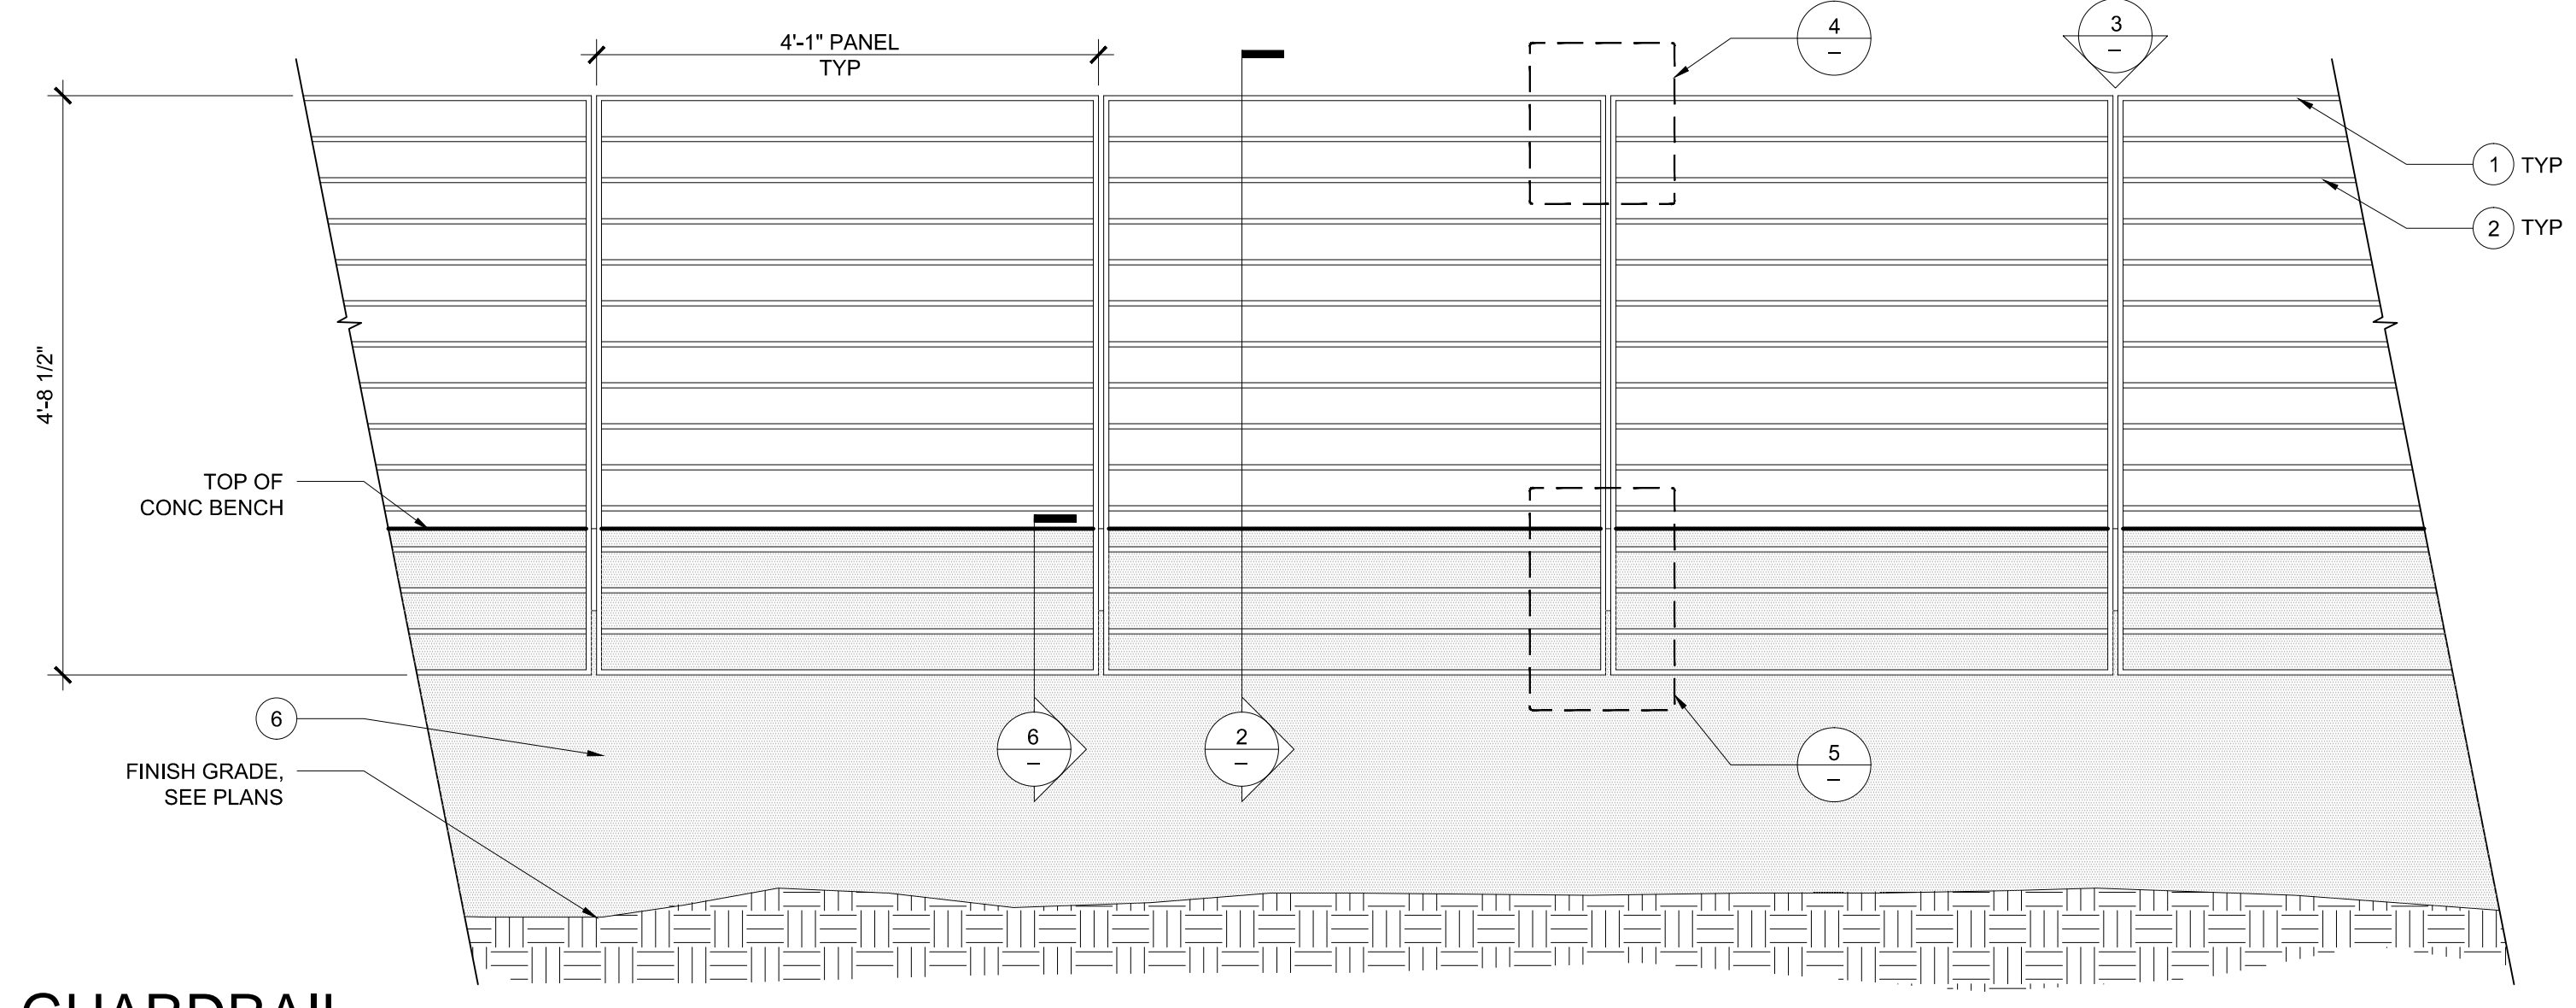 4'-1" PANEL
TYP
4
–
3
–
1 TYP
2 TYP
4'-8 1/2"
TOP OF
CONC BENCH
6
FINISH GRADE,
SEE PLANS
6
–
2
–
5
–
GUARDRAIL